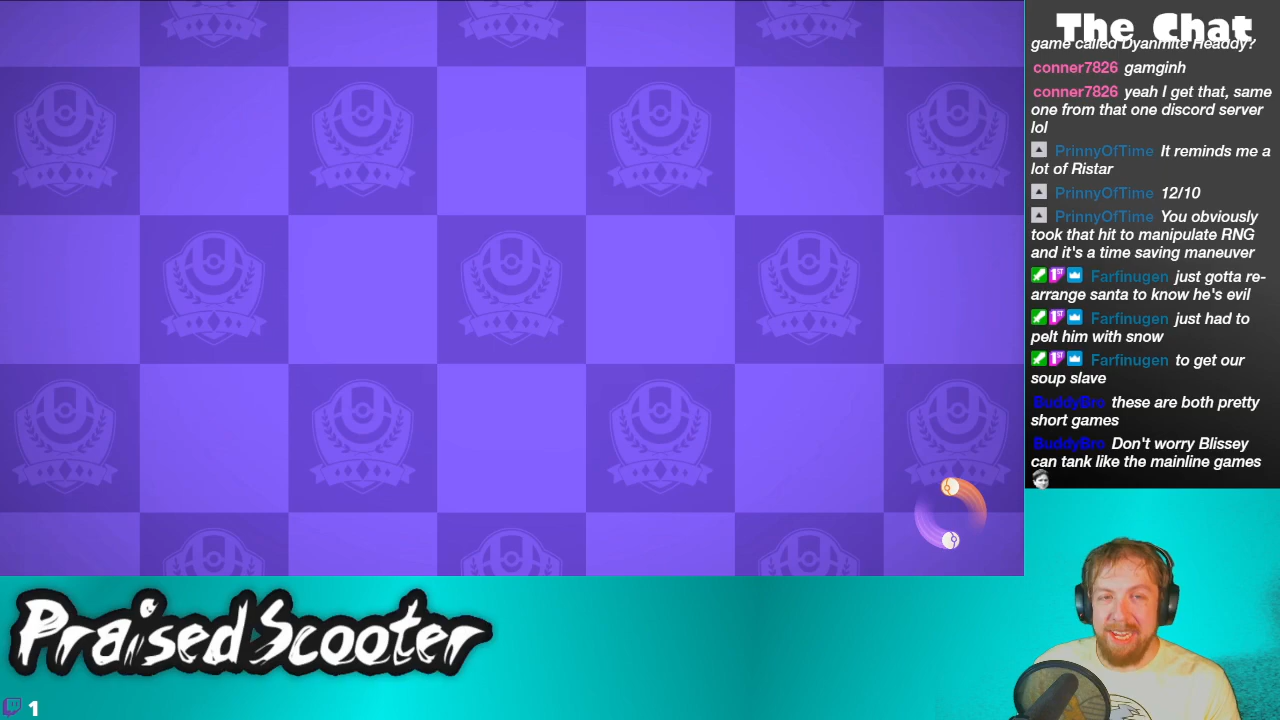 The Chat
game called Dyanmite Headdy?
conner7826 gamginh
conner7826 yeah I get that, same
one from that one discord server
lol
PrinnyOfTime It reminds me a
lot of Ristar
PrinnyOfTime 12/10
PrinnyOfTime You obviously
took that hit to manipulate RNG
and it's a time saving maneuver
1ST Farfinugen just gotta re-
arrange santa to know he's evil
1ST Farfinugen just had to
pelt him with snow
1ST Farfinugen to get our
soup slave
BuddyBro these are both pretty
short games
BuddyBro Don't worry Blissey
can tank like the mainline games
PraisedScooter
1